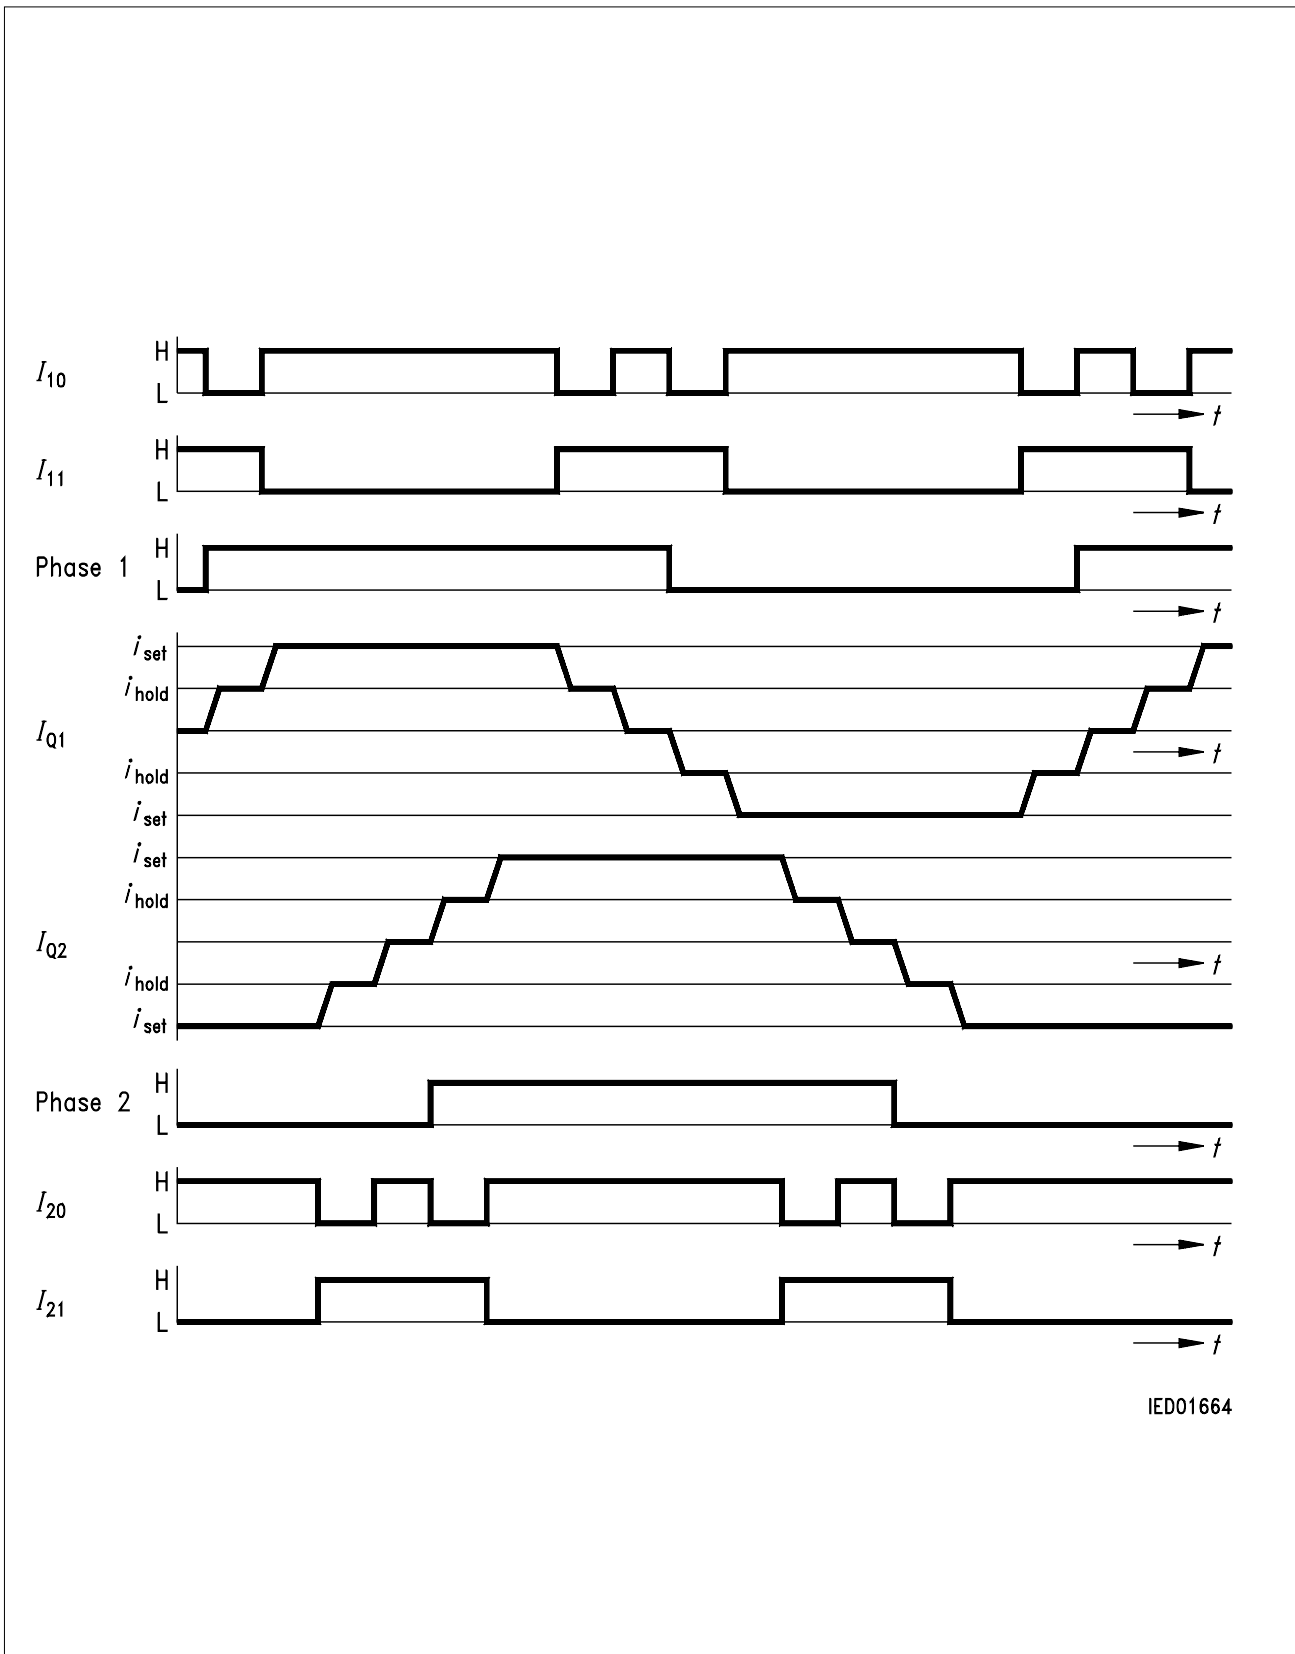 H
I10
L
t
H
I11
L
t
H
Phase 1
L
t
i set
i hold
IQ1
t
i hold
i set
i set
i hold
IQ2
t
i hold
i set
H
Phase 2
L
t
H
I20
L
t
H
I21
L
t
IED01664